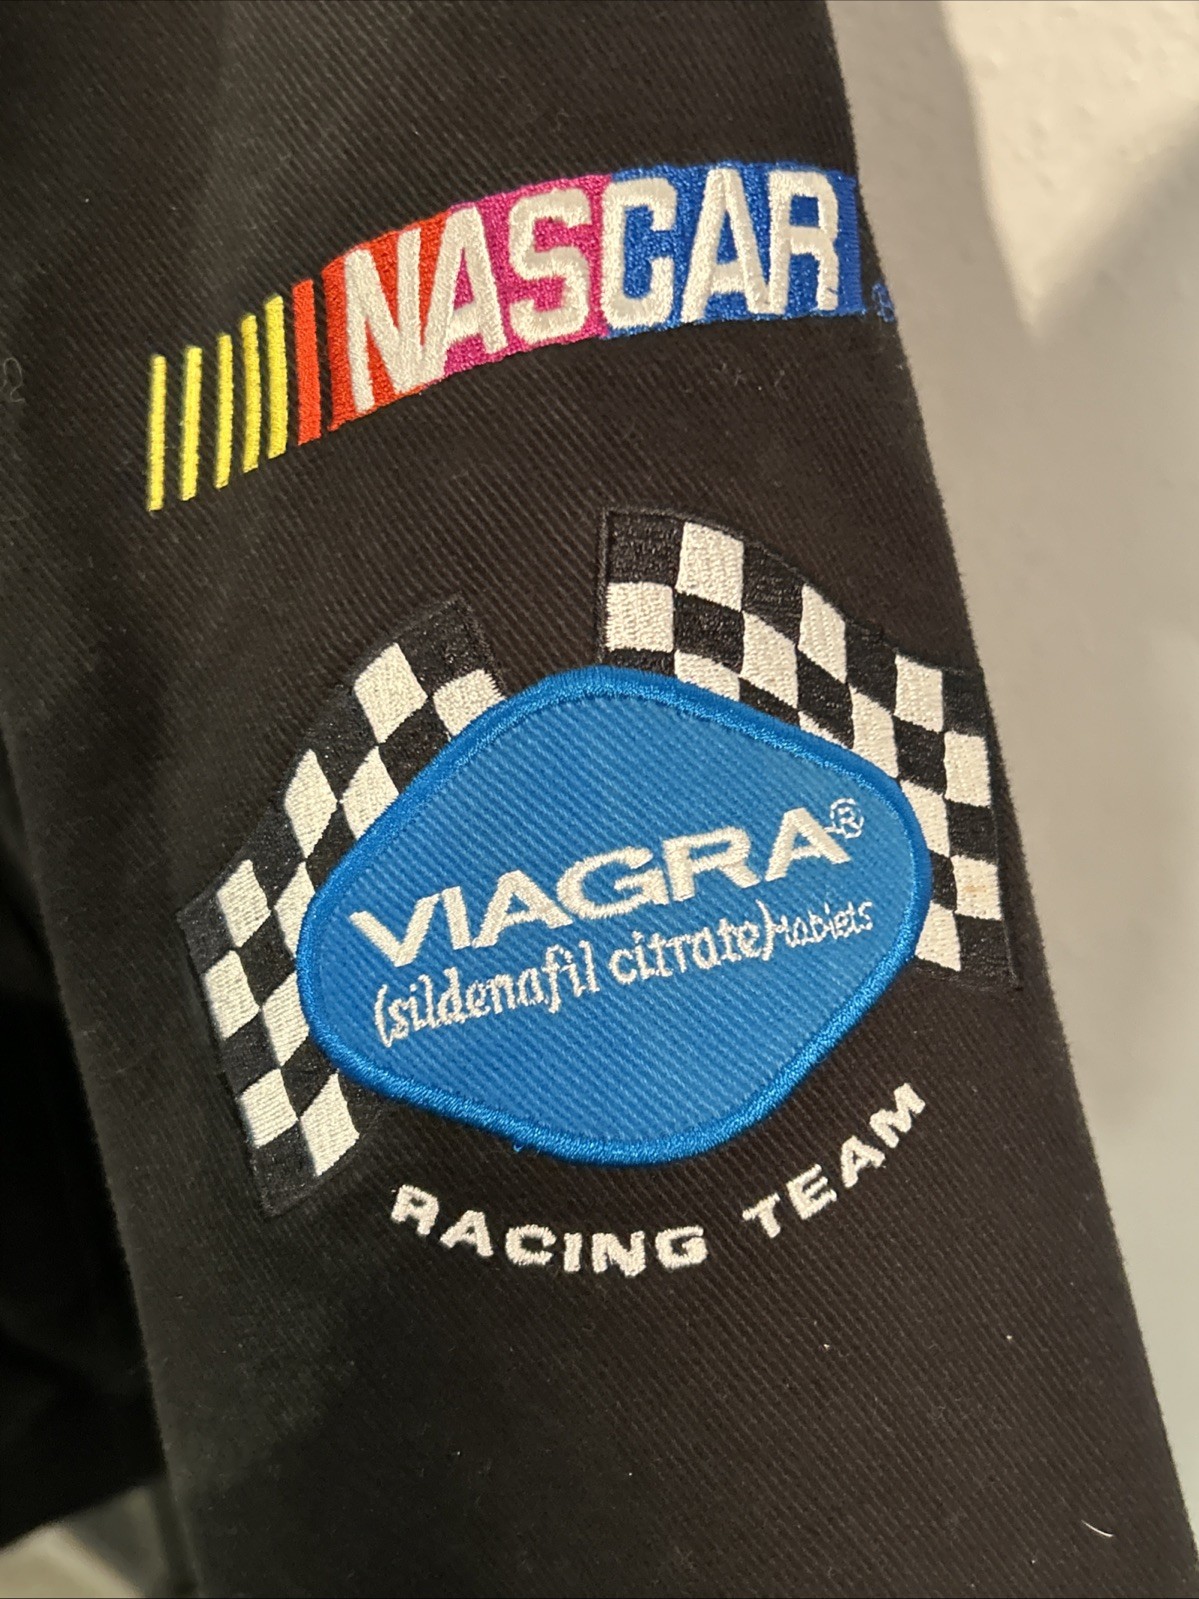 NASCAR
VIAGRA®
(sildenafil citrate) tablets
RACING TEAM